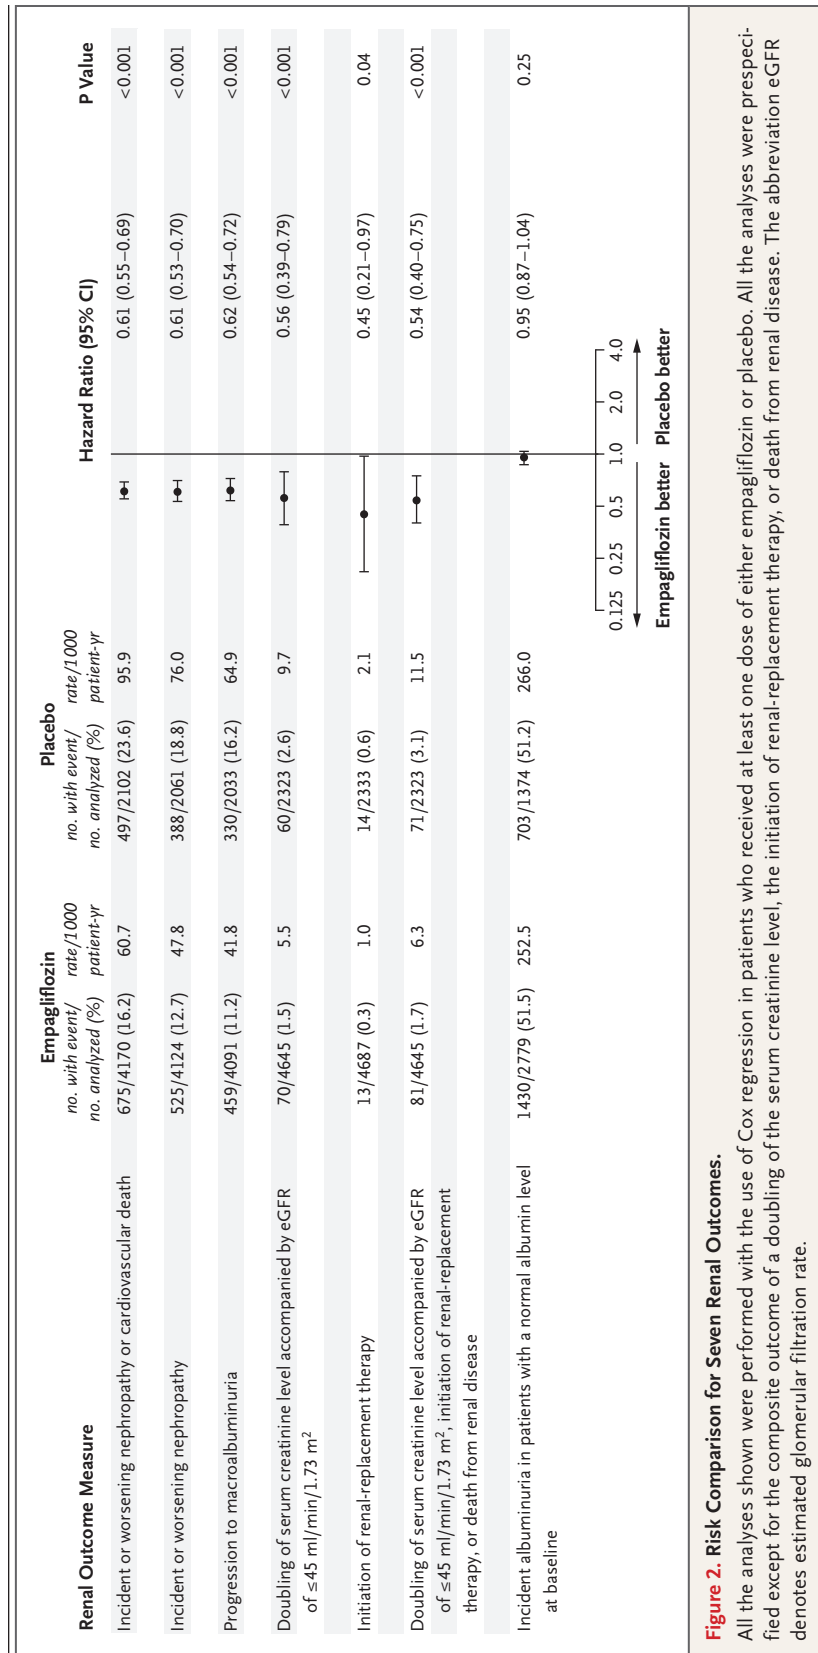 Renal Outcome Measure Empagliflozin Placebo Hazard Ratio (95% CI) P Value
no. with event/ rate/1000 no. with event/ rate/1000
no. analyzed (%) patient-yr no. analyzed (%) patient-yr
Incident or worsening nephropathy or cardiovascular death 675/4170 (16.2) 60.7 497/2102 (23.6) 95.9 0.61 (0.55–0.69) <0.001
Incident or worsening nephropathy 525/4124 (12.7) 47.8 388/2061 (18.8) 76.0 0.61 (0.53–0.70) <0.001
Progression to macroalbuminuria 459/4091 (11.2) 41.8 330/2033 (16.2) 64.9 0.62 (0.54–0.72) <0.001
Doubling of serum creatinine level accompanied by eGFR 70/4645 (1.5) 5.5 60/2323 (2.6) 9.7 0.56 (0.39–0.79) <0.001
of ≤45 ml/min/1.73 m²
Initiation of renal-replacement therapy 13/4687 (0.3) 1.0 14/2333 (0.6) 2.1 0.45 (0.21–0.97) 0.04
Doubling of serum creatinine level accompanied by eGFR 81/4645 (1.7) 6.3 71/2323 (3.1) 11.5 0.54 (0.40–0.75) <0.001
of ≤45 ml/min/1.73 m², initiation of renal-replacement
therapy, or death from renal disease
Incident albuminuria in patients with a normal albumin level 1430/2779 (51.5) 252.5 703/1374 (51.2) 266.0 0.95 (0.87–1.04) 0.25
at baseline
0.125 0.25 0.5 1.0 2.0 4.0
Empagliflozin better Placebo better
Figure 2. Risk Comparison for Seven Renal Outcomes.
All the analyses shown were performed with the use of Cox regression in patients who received at least one dose of either empagliflozin or placebo. All the analyses were prespeci-
fied except for the composite outcome of a doubling of the serum creatinine level, the initiation of renal-replacement therapy, or death from renal disease. The abbreviation eGFR
denotes estimated glomerular filtration rate.